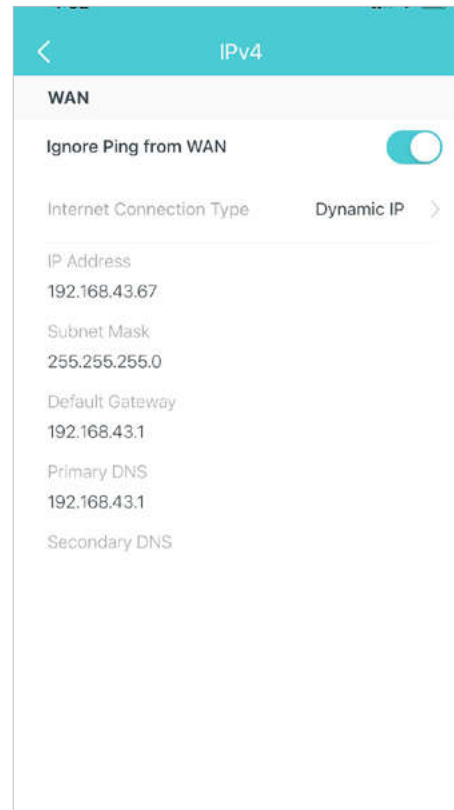 IPv4
WAN
Ignore Ping from WAN
Internet Connection Type Dynamic IP
IP Address
192.168.43.67
Subnet Mask
255.255.255.0
Default Gateway
192.168.43.1
Primary DNS
192.168.43.1
Secondary DNS